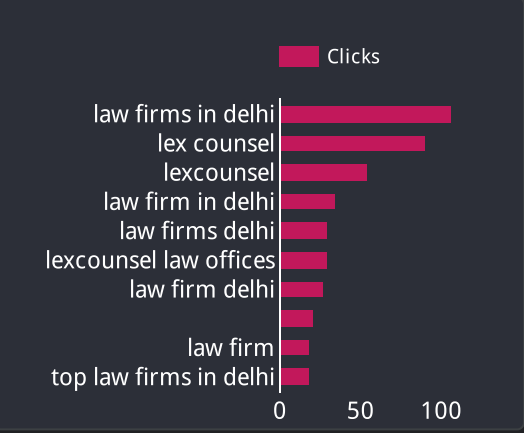 Clicks
law firms in delhi
lex counsel
lexcounsel
law firm in delhi
law firms delhi
lexcounsel law offices
law firm delhi
law firm
top law firms in delhi
0 50 100